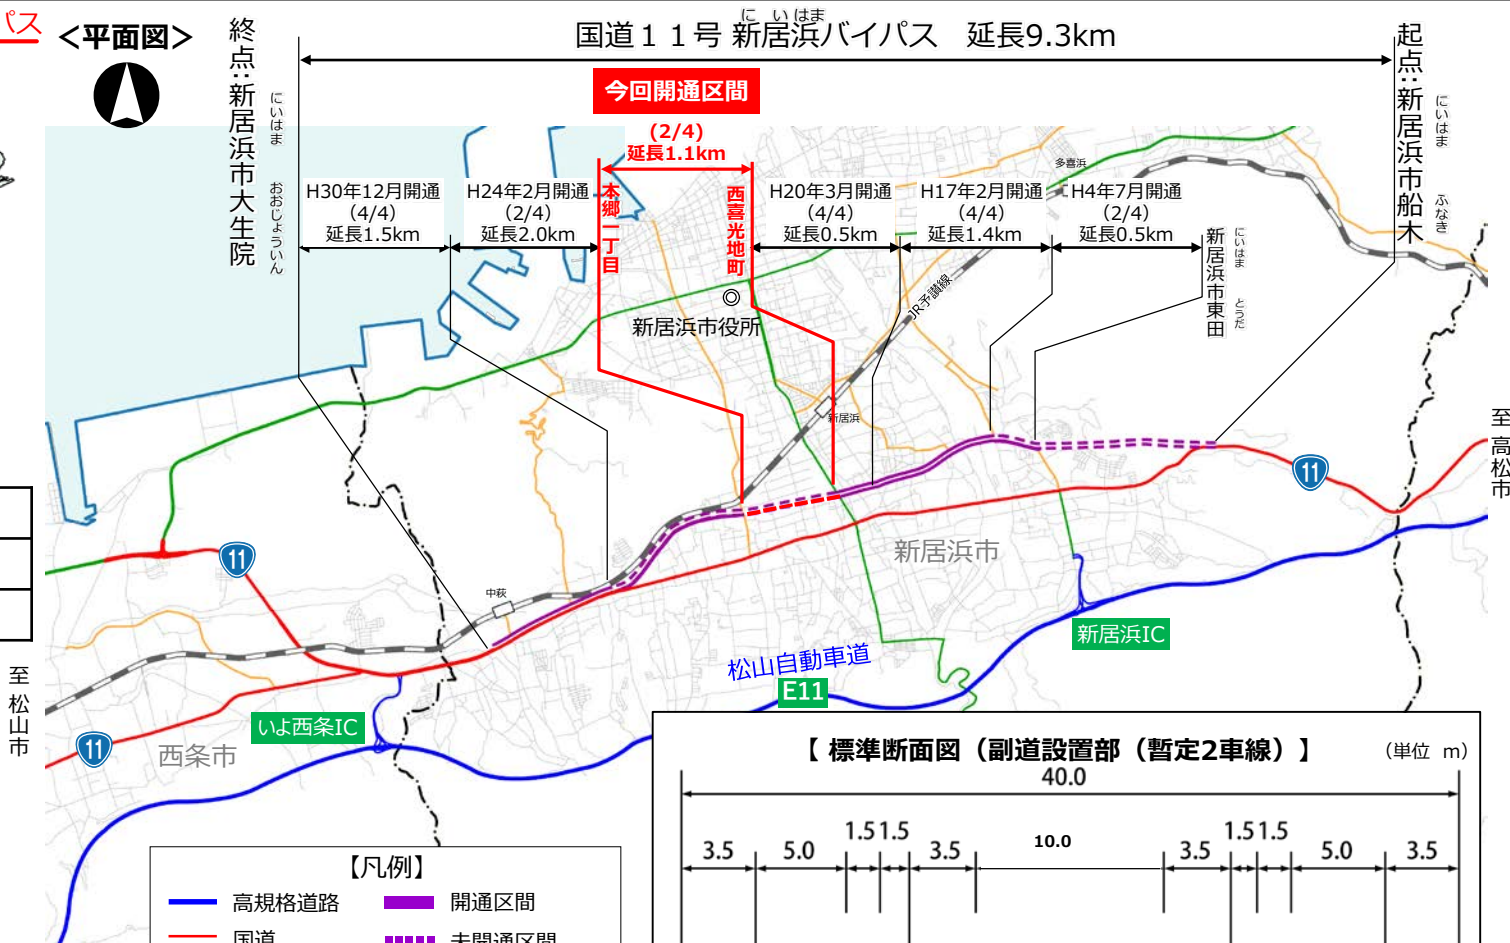 パス
<平面図>
国道11号 新居浜バイパス 延長9.3km
にいはま
終点:新居浜市大生院
にいはま
おおじょういん
起点:新居浜市船木
にいはま
ふなき
今回開通区間
(2/4)
延長1.1km
H30年12月開通
(4/4)
延長1.5km
H24年2月開通
(2/4)
延長2.0km
本郷一丁目
西喜光地町
H20年3月開通
(4/4)
延長0.5km
H17年2月開通
(4/4)
延長1.4km
H4年7月開通
(2/4)
延長0.5km
新居浜市東田
にいはま
とうだ
多喜浜
新居浜市役所
JR予讃線
新居浜
至 高松市
11
11
新居浜市
中萩
新居浜IC
松山自動車道
E11
いよ西条IC
至 松山市
11
西条市
【凡例】
高規格道路
開通区間
国道
未開通区間
【 標準断面図(副道設置部(暫定2車線)】
(単位 m)
40.0
3.5 5.0 1.5 1.5 3.5 10.0 3.5 1.5 1.5 5.0 3.5